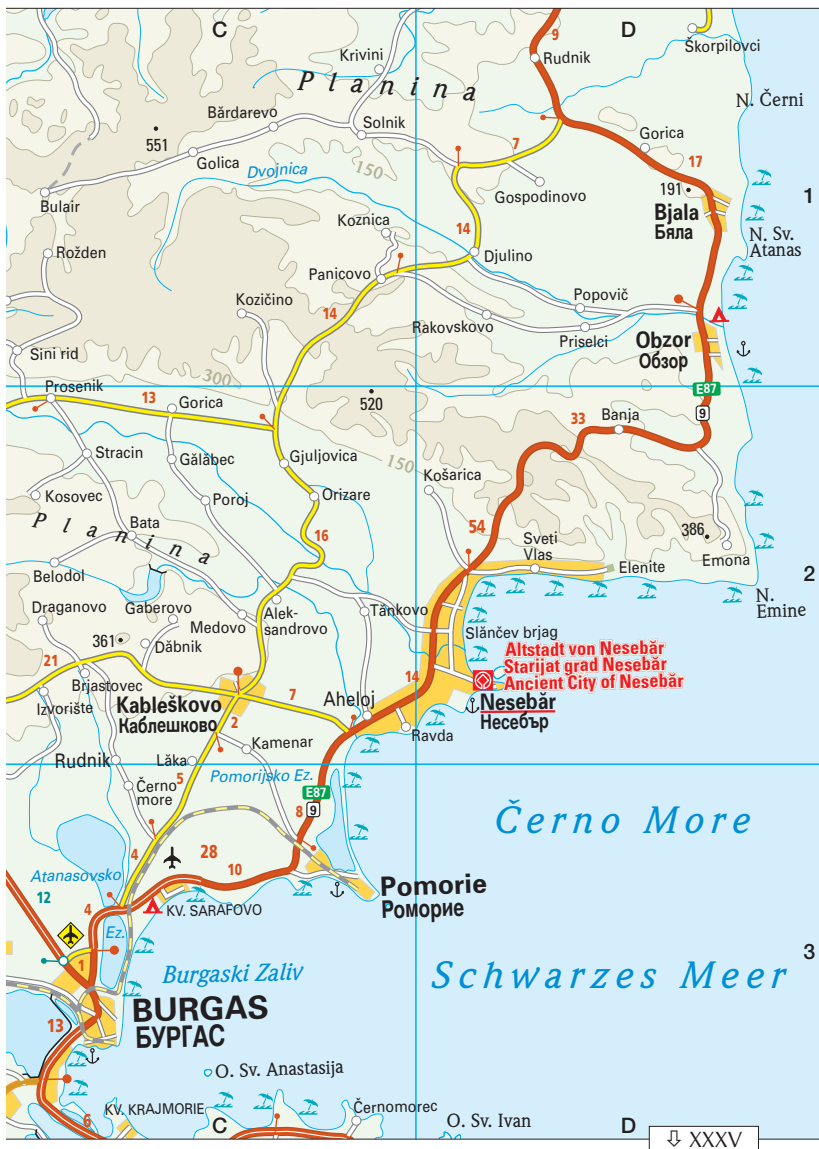 C
D
9
Škorpilovci
Krivini
Rudnik
Planina
N. Černi
Bărdarevo
551
Solnik
Gorica
Golica
7
17
150
Dvojnica
191
1
Bulair
Gospodinovo
Bjala
Бяла
Koznica
14
N. Sv.
Atanas
Rožden
Djulino
Panicovo
Popovič
Kozičino
14
Rakovskovo
Priselci
Obzor
Обзор
Sini rid
300
Prosenik
E87
13
Gorica
520
9
33
Banja
Stracin
Gălăbec
Gjuljovica
150
Košarica
Kosovec
Poroj
Orizare
Planina
Bata
16
54
386
Sveti
Vlas
Emona
Belodol
Elenite
2
N.
Emine
Draganovo
Gaberovo
Medovo
Alek-
sandrovo
Tănkovo
361
Dăbnik
Slănčev brjag
Altstadt von Nesebăr
Starijat grad Nesebăr
Ancient City of Nesebăr
21
Brjastovec
Izvorište
Kableškovo
Каблешково
7
Aheloj
14
Nesebăr
Несебър
2
Ravda
Kamenar
Rudnik
Lăka
5
Pomorijsko Ez.
Černo
more
E87
9
8
Černo More
4
28
10
Atanasovsko
12
Pomorie
Роморие
4
KV. SARAFOVO
Ez.
3
1
Burgaski Zaliv
Schwarzes Meer
BURGAS
БУРГАС
13
O. Sv. Anastasija
6
KV. KRAJMORIE
Černomorec
O. Sv. Ivan
C
D
⇩ XXXV